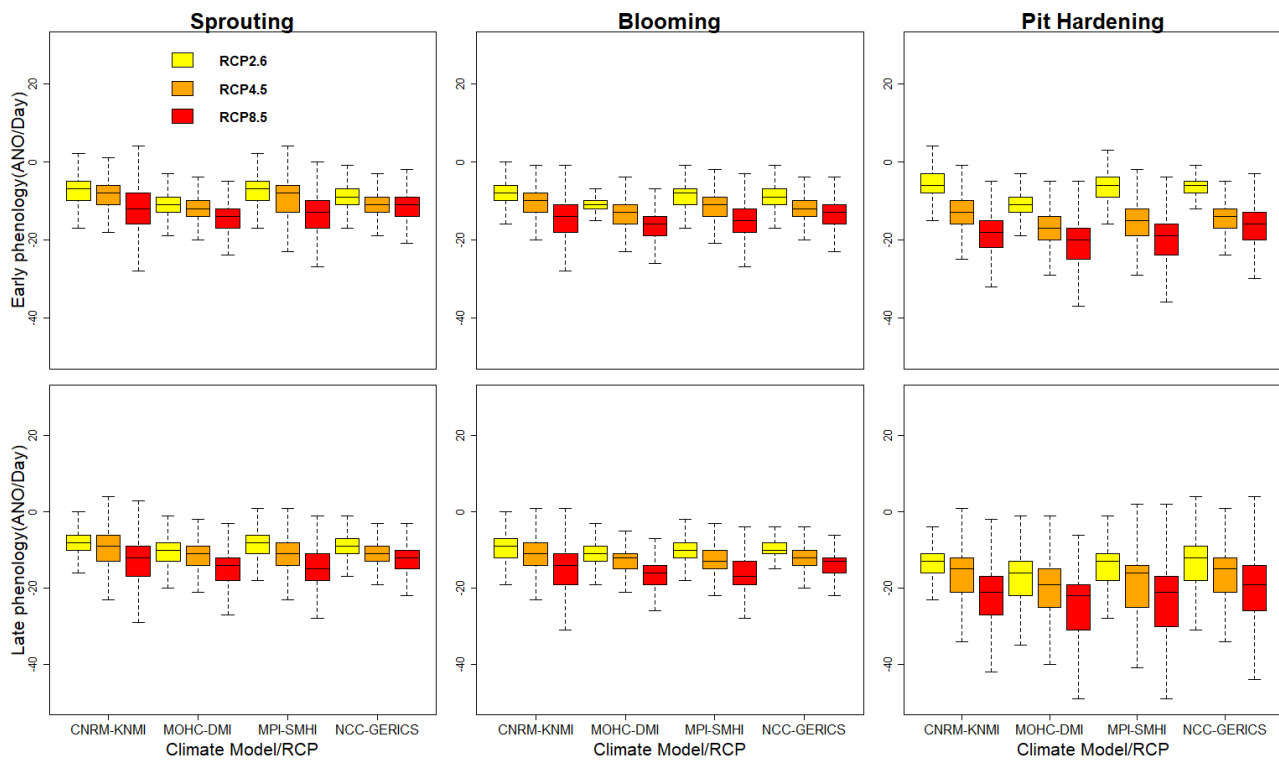 Sprouting
Blooming
Pit Hardening
RCP2.6
RCP4.5
RCP8.5
Early phenology(ANO/Day)
20
0
-20
-40
20
0
-20
-40
20
0
-20
-40
Late phenology(ANO/Day)
20
0
-20
-40
20
0
-20
-40
20
0
-20
-40
CNRM-KNMI MOHC-DMI MPI-SMHI NCC-GERICS
CNRM-KNMI MOHC-DMI MPI-SMHI NCC-GERICS
CNRM-KNMI MOHC-DMI MPI-SMHI NCC-GERICS
Climate Model/RCP
Climate Model/RCP
Climate Model/RCP